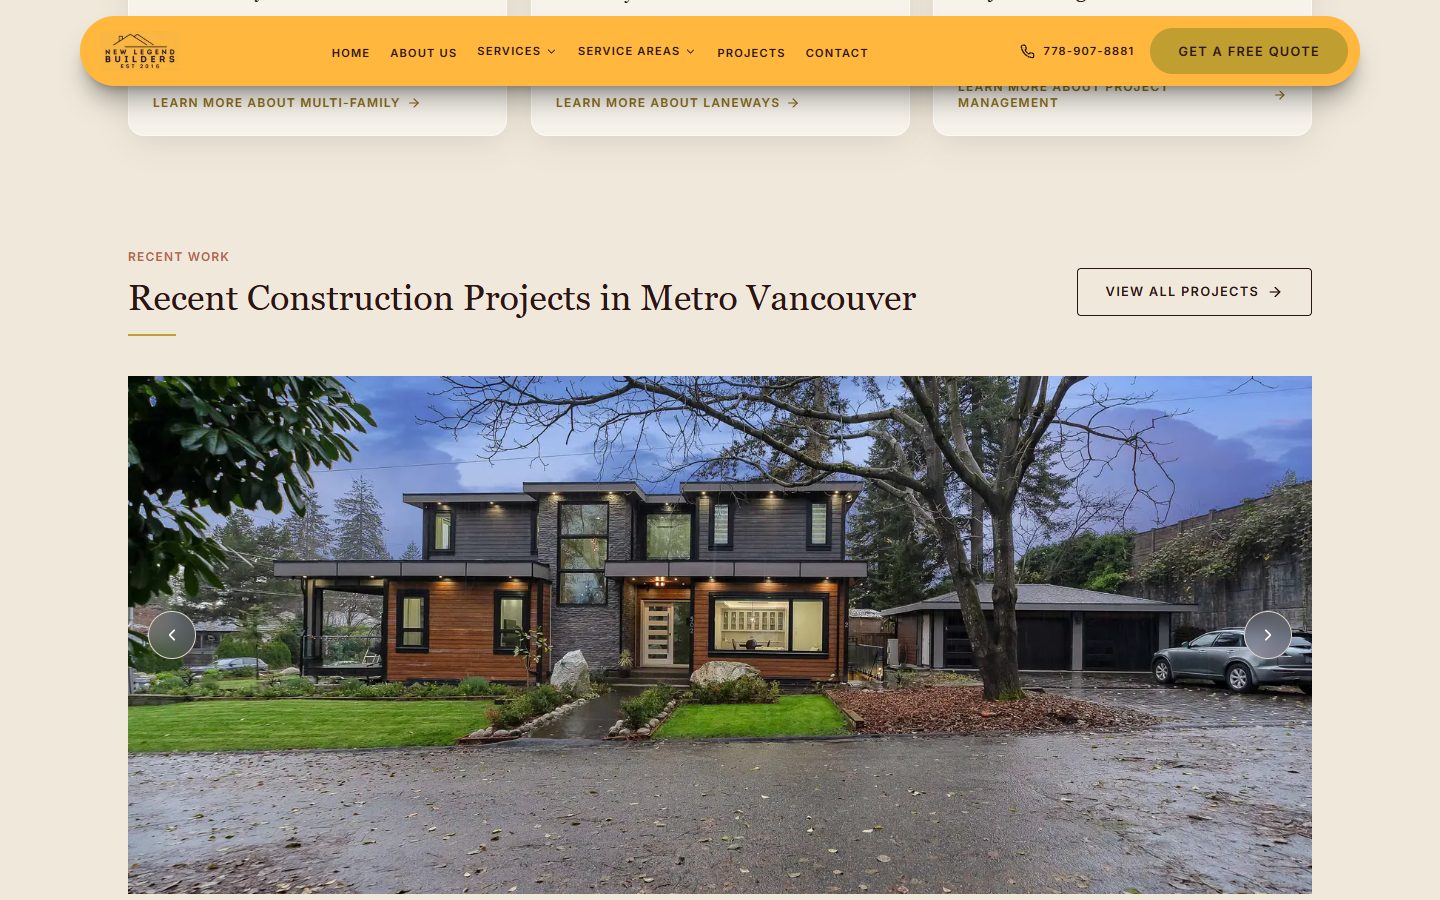 NEW LEGEND
BUILDERS
EST 2016
HOME
ABOUT US
SERVICES
SERVICE AREAS
PROJECTS
CONTACT
778-907-8881
GET A FREE QUOTE
LEARN MORE ABOUT MULTI-FAMILY
LEARN MORE ABOUT LANEWAYS
LEARN MORE ABOUT PROJECT
MANAGEMENT
RECENT WORK
Recent Construction Projects in Metro Vancouver
VIEW ALL PROJECTS